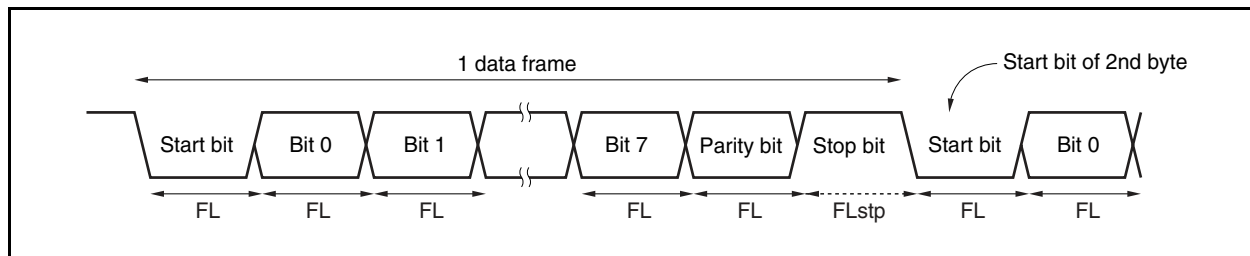 1 data frame
Start bit of 2nd byte
Start bit Bit 0 Bit 1 Bit 7 Parity bit Stop bit Start bit Bit 0
FL FL FL FL FL FLstp FL FL